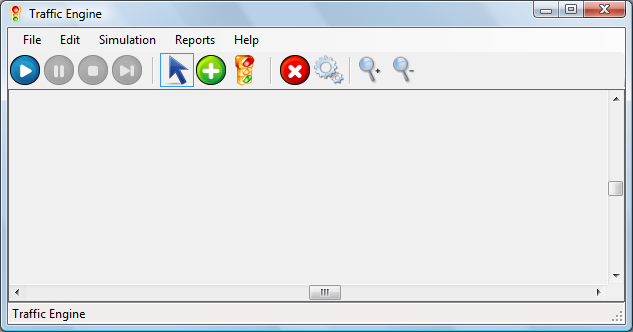 Traffic Engine
File Edit Simulation Reports Help
Traffic Engine